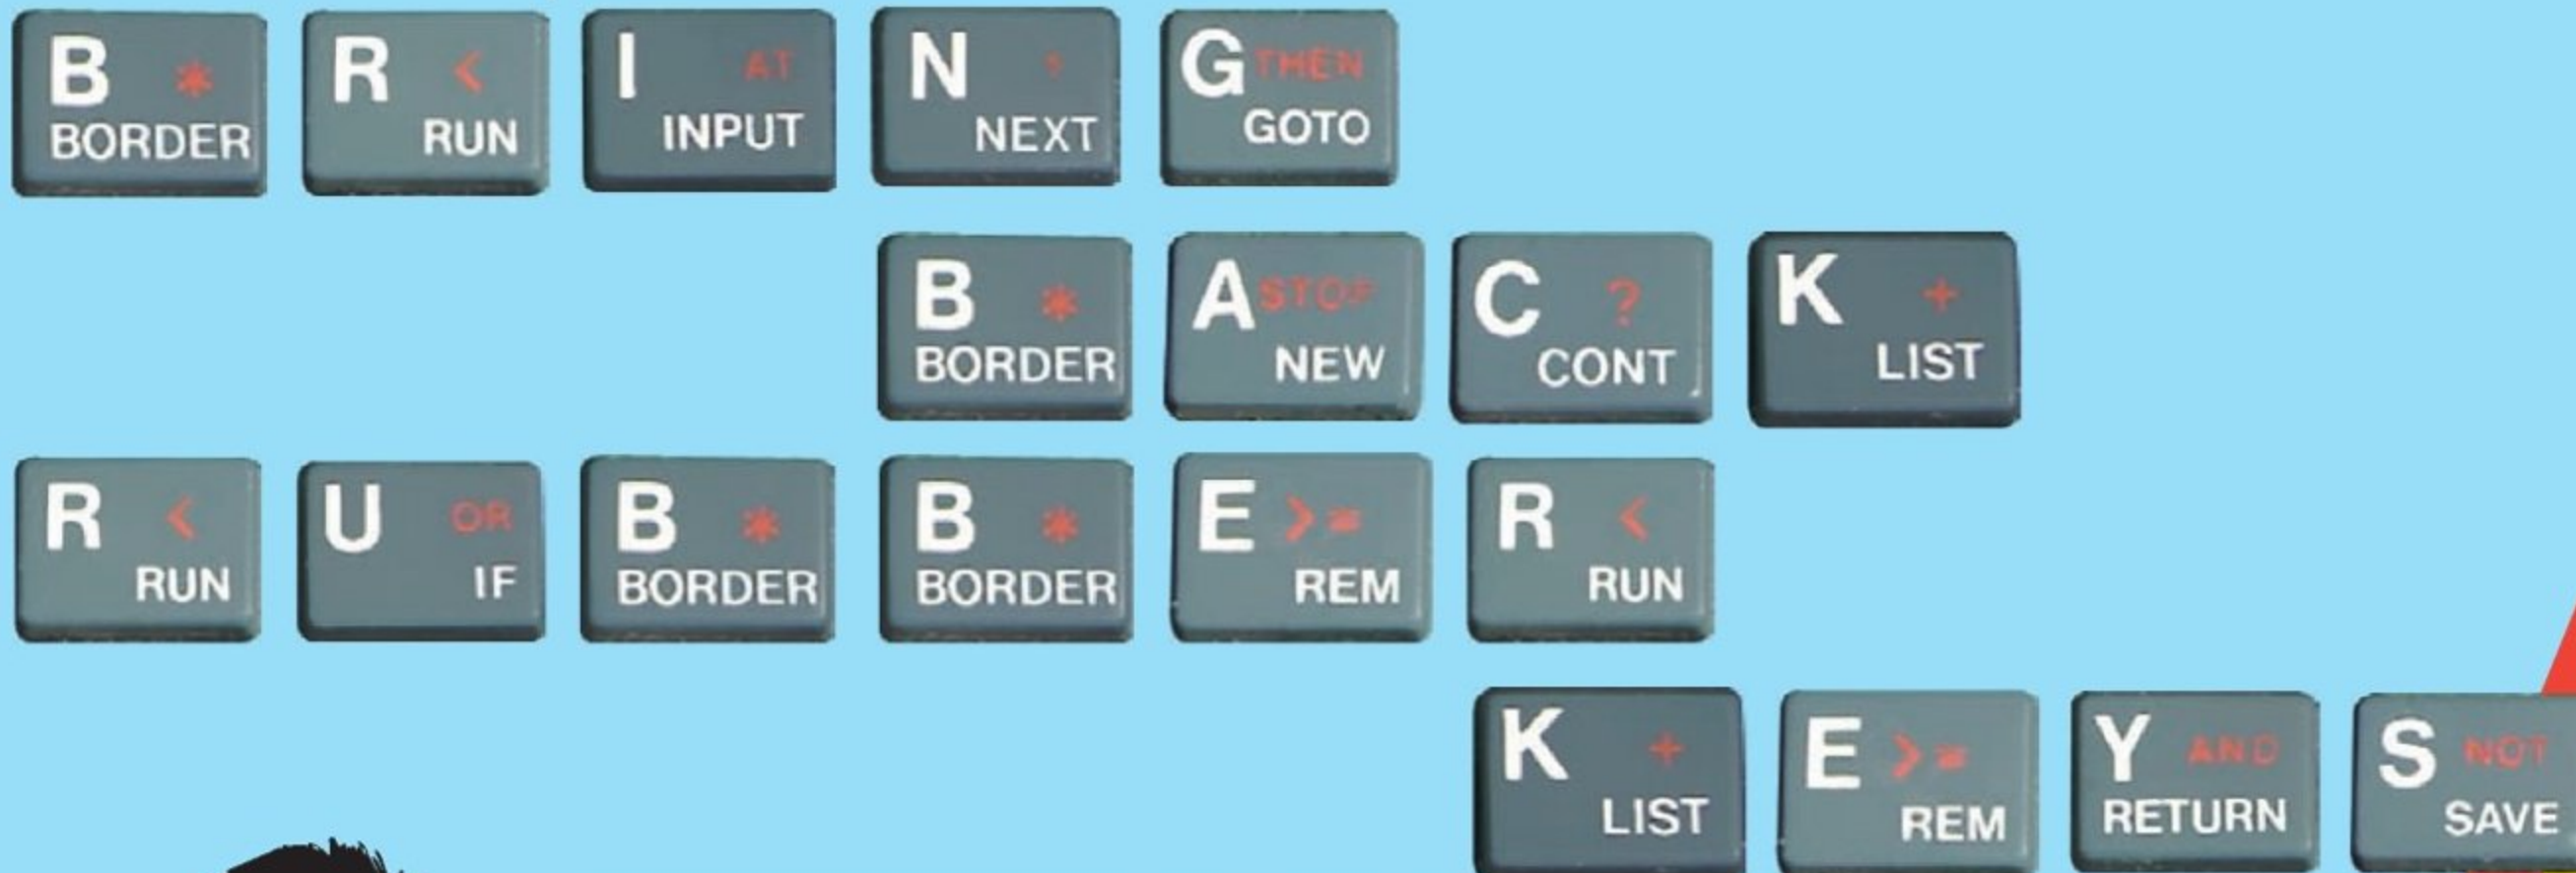 B * R < I AT N , G THEN
BORDER RUN INPUT NEXT GOTO
B * A STOP C ? K +
BORDER NEW CONT LIST
R < U OR B * B * E >= R <
RUN IF BORDER BORDER REM RUN
K + E >= Y AND S NOT
LIST REM RETURN SAVE